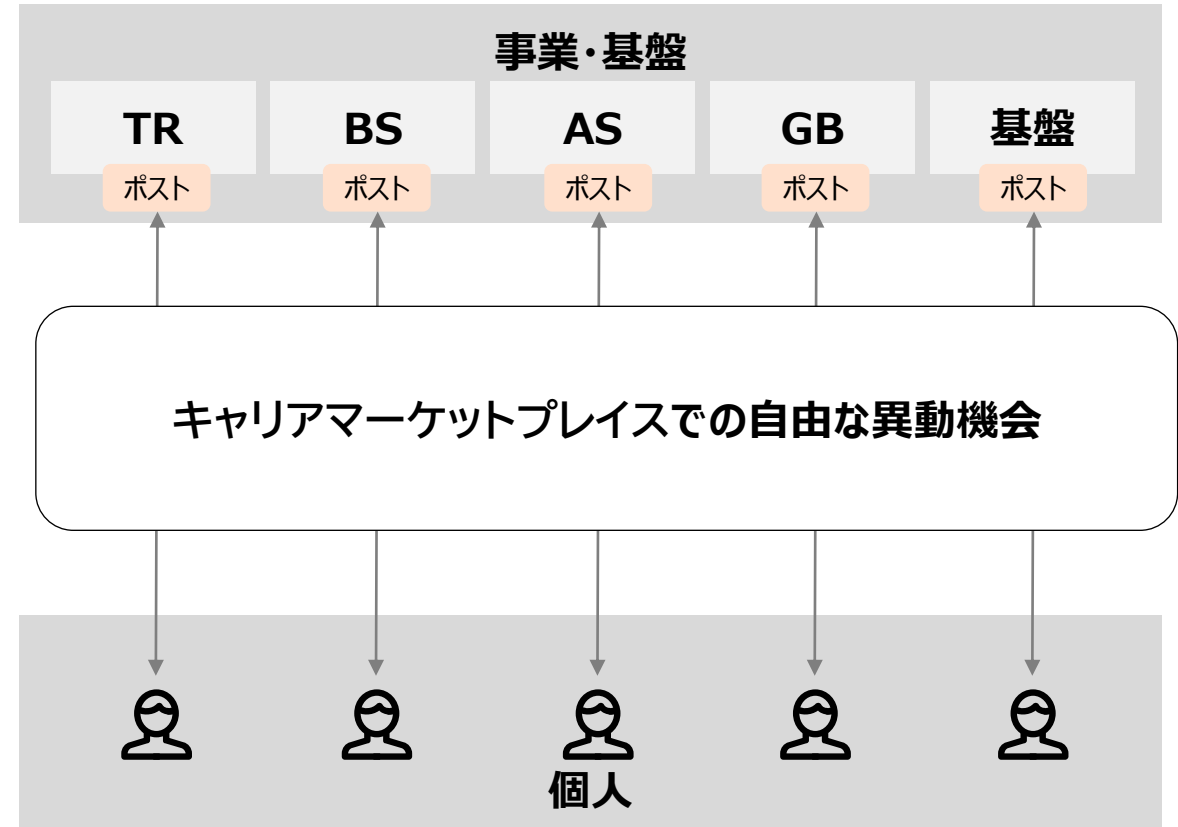 事業・基盤
TR
BS
AS
GB
基盤
ポスト
ポスト
ポスト
ポスト
ポスト
キャリアマーケットプレイスでの自由な異動機会
個人